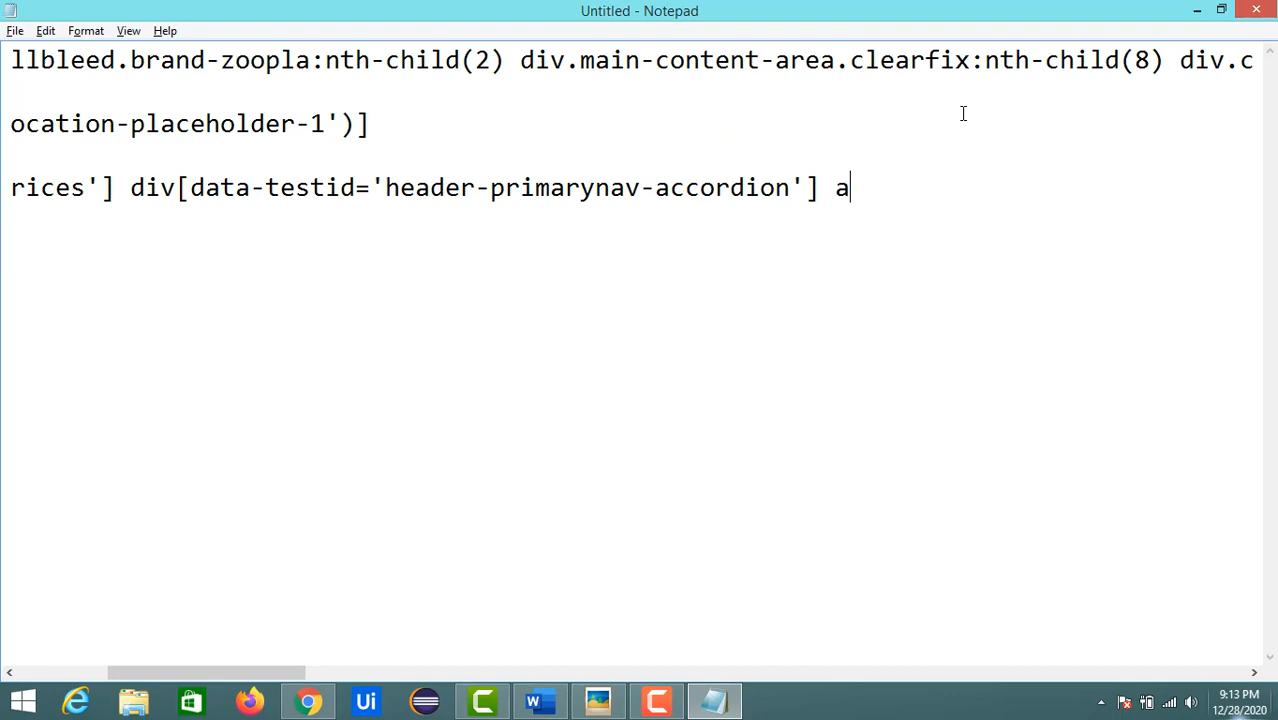 Untitled - Notepad
File Edit Format View Help
llbleed.brand-zoopla:nth-child(2) div.main-content-area.clearfix:nth-child(8) div.c
ocation-placeholder-1')]
rices'] div[data-testid='header-primarynav-accordion'] a
Ui
W
9:13 PM
12/28/2020